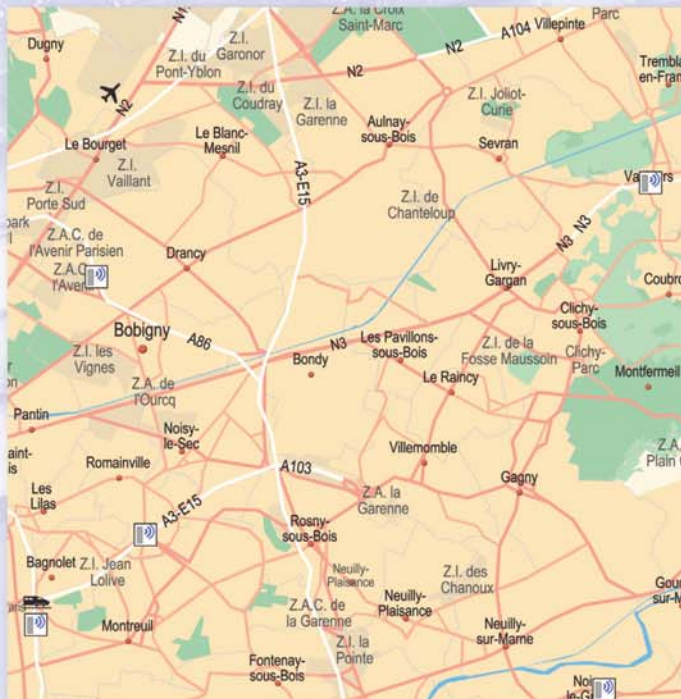 Z.A. la Croix
Saint-Marc
Villepinte
Parc
Dugny
Z.I.
Garonor
A104
N2
Z.I. du
Pont-Yblon
N2
Z.I. du
Coudray
Z.I. la
Garenne
Z.I. Joliot-
Curie
N2
Aulnay-
sous-Bois
Le Bourget
Le Blanc-
Mesnil
Sevran
Z.I.
Vaillant
A3-E15
Z.I.
Porte Sud
Z.I. de
Chanteloup
N3
N3
Z.A.C. de
l'Avenir Parisien
Drancy
Livry-
Gargan
Clichy-
sous-Bois
Bobigny
A86
N3
Les Pavillons-
sous-Bois
Z.I. de la
Fosse Maussoin
Clichy-
Parc
Z.I. les
Vignes
Bondy
Le Raincy
Montfermeil
Z.A. de
l'Ourcq
Pantin
Noisy-
le-Sec
Villemomble
Romainville
A103
Gagny
Les
Lilas
A3-E15
Z.A. la
Garenne
Rosny-
sous-Bois
Bagnolet
Z.I. Jean
Lolive
Neuilly-
Plaisance
Z.I. des
Chanoux
Z.A.C. de
la Garenne
Neuilly-
Plaisance
Montreuil
Z.I. la
Pointe
Neuilly-
sur-Marne
Fontenay-
sous-Bois